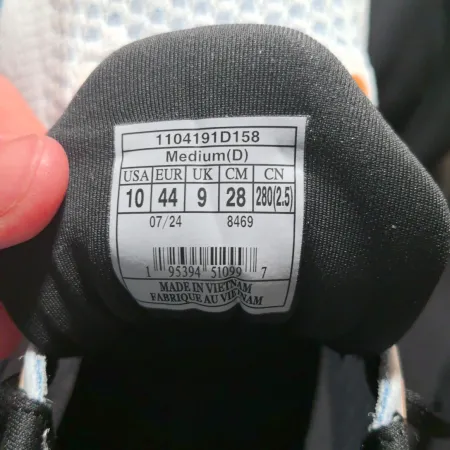 1104191D158
Medium(D)
USA EUR UK CM CN
10 44 9 28 280(2.5)
07/24 8469
1 95394 51099 7
MADE IN VIETNAM
FABRIQUE AU VIETNAM